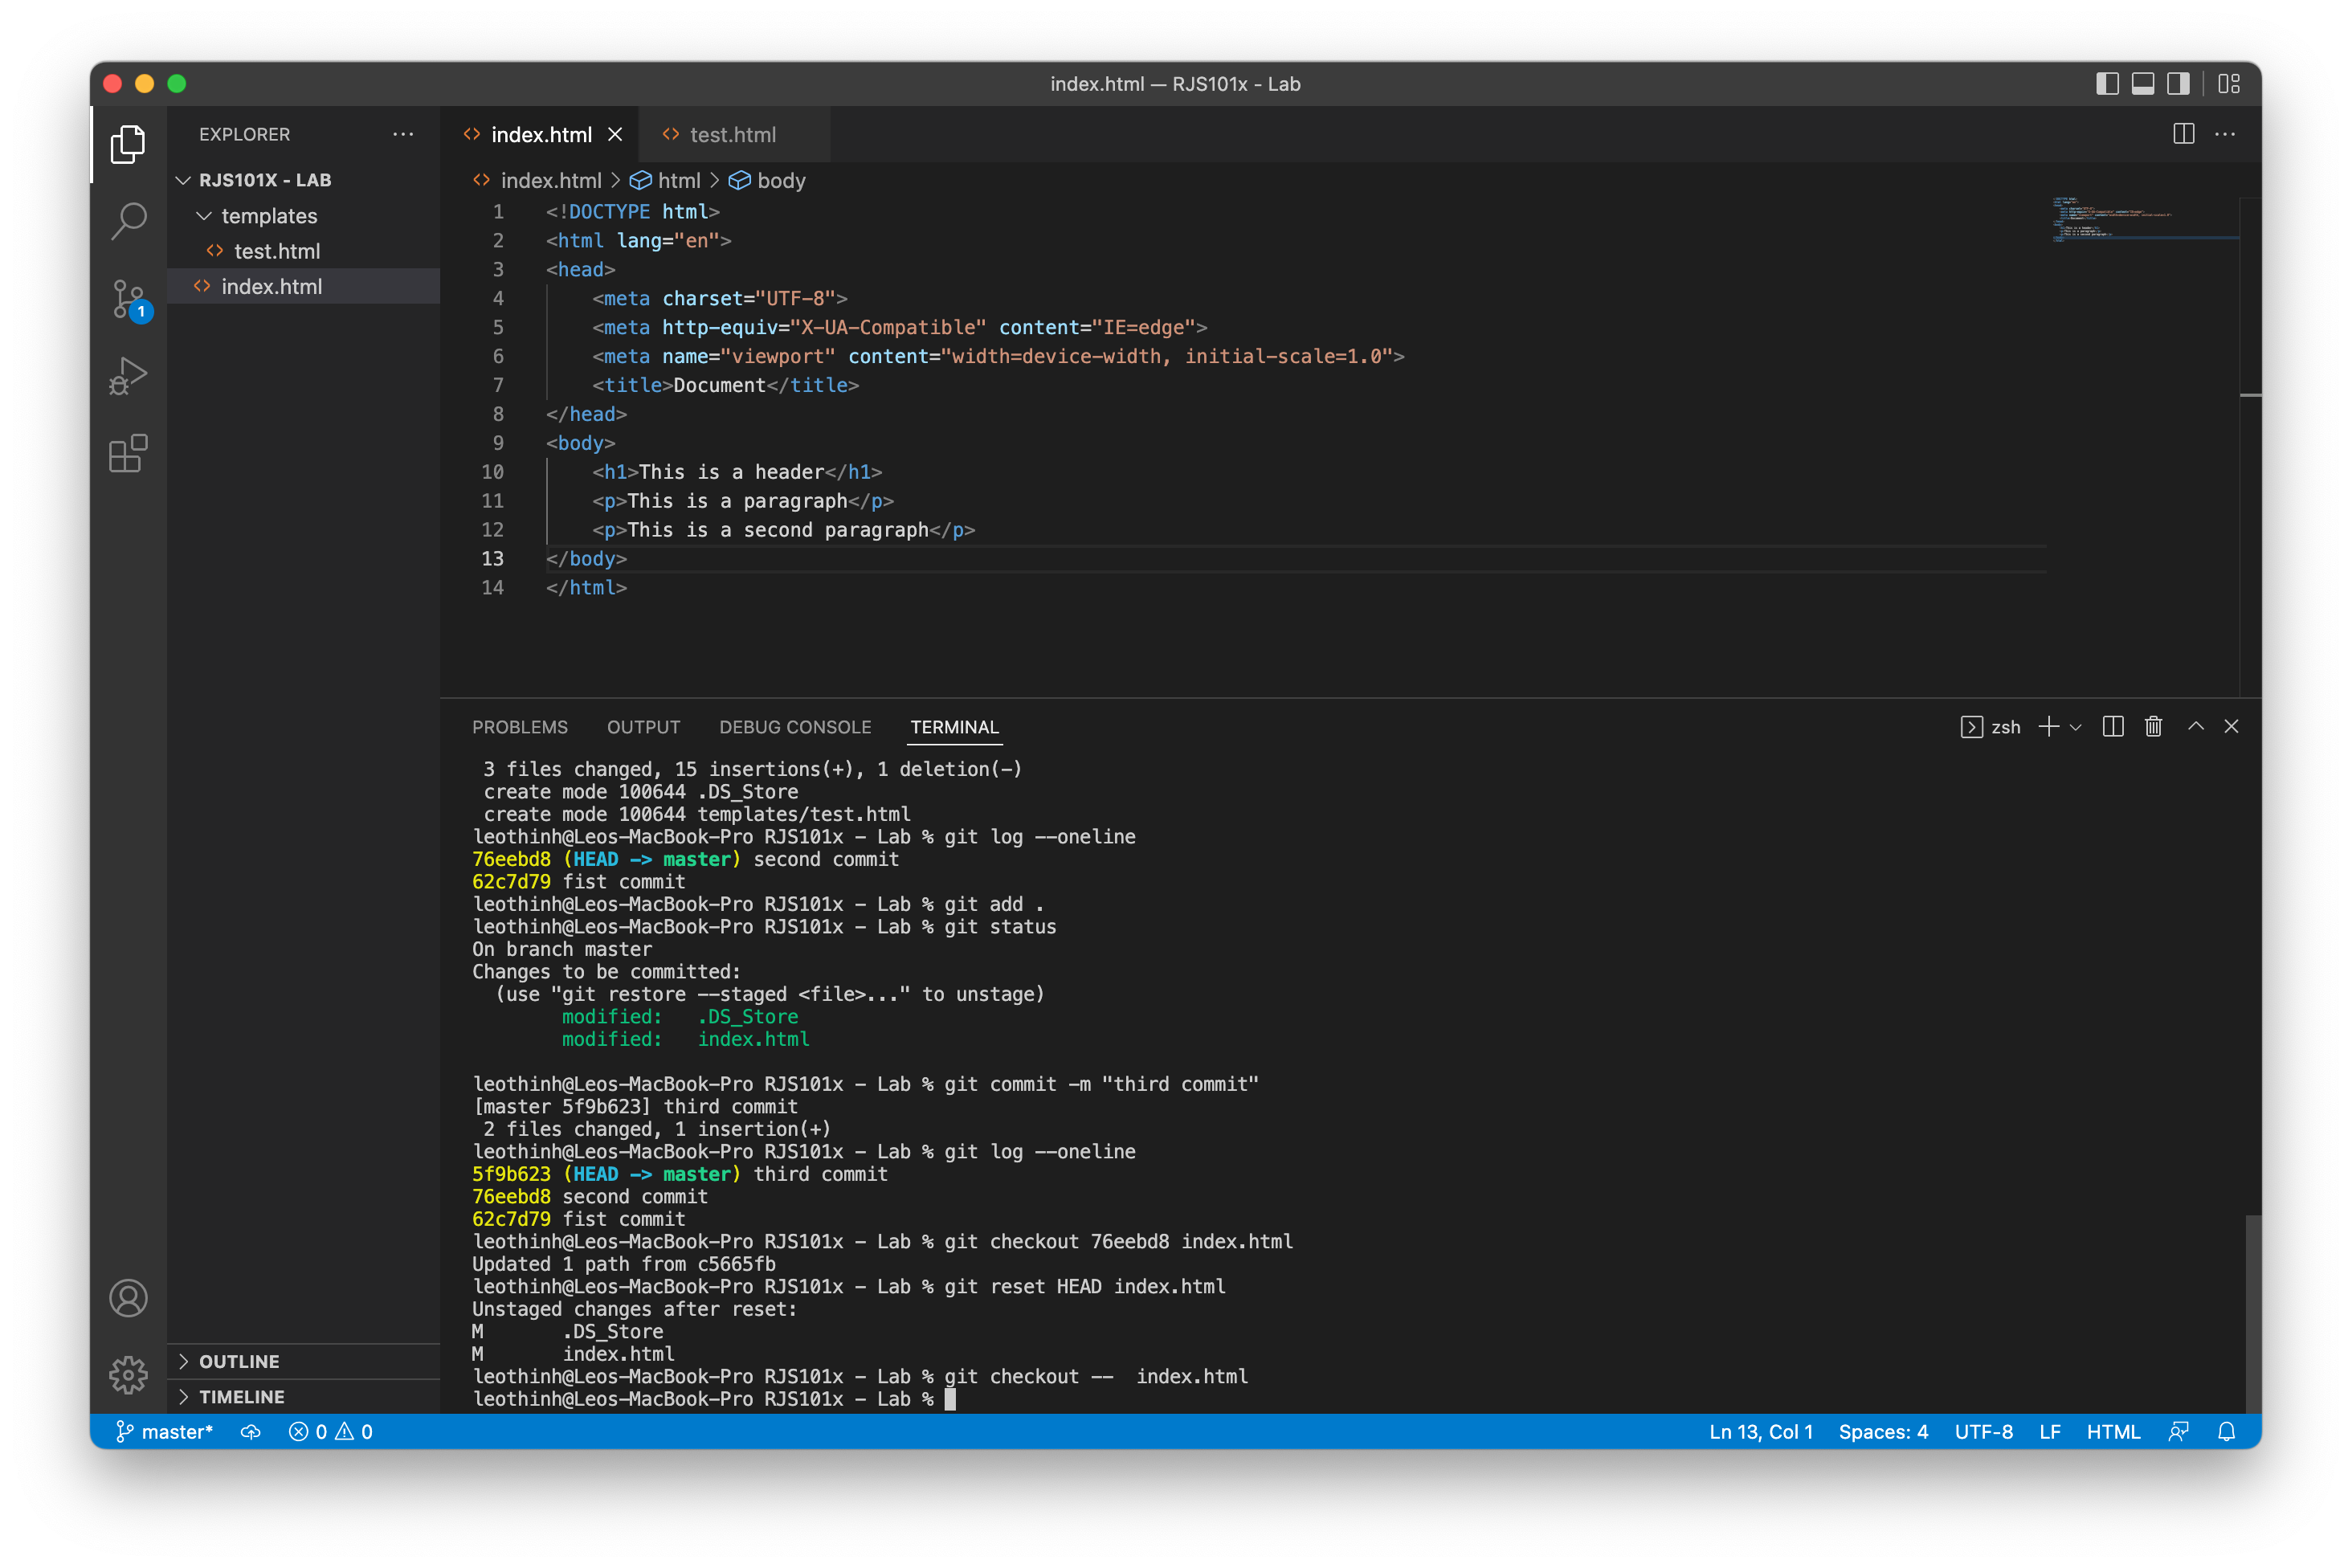 index.html — RJS101x - Lab
EXPLORER
RJS101X - LAB
templates
test.html
index.html
1
index.html
test.html
index.html > html > body
1 <!DOCTYPE html>
2 <html lang="en">
3 <head>
4 <meta charset="UTF-8">
5 <meta http-equiv="X-UA-Compatible" content="IE=edge">
6 <meta name="viewport" content="width=device-width, initial-scale=1.0">
7 <title>Document</title>
8 </head>
9 <body>
10 <h1>This is a header</h1>
11 <p>This is a paragraph</p>
12 <p>This is a second paragraph</p>
13 </body>
14 </html>
PROBLEMS OUTPUT DEBUG CONSOLE TERMINAL zsh
3 files changed, 15 insertions(+), 1 deletion(-)
create mode 100644 .DS_Store
create mode 100644 templates/test.html
leothinh@Leos-MacBook-Pro RJS101x - Lab % git log --oneline
76eebd8 (HEAD -> master) second commit
62c7d79 fist commit
leothinh@Leos-MacBook-Pro RJS101x - Lab % git add .
leothinh@Leos-MacBook-Pro RJS101x - Lab % git status
On branch master
Changes to be committed:
(use "git restore --staged <file>..." to unstage)
modified: .DS_Store
modified: index.html
leothinh@Leos-MacBook-Pro RJS101x - Lab % git commit -m "third commit"
[master 5f9b623] third commit
2 files changed, 1 insertion(+)
leothinh@Leos-MacBook-Pro RJS101x - Lab % git log --oneline
5f9b623 (HEAD -> master) third commit
76eebd8 second commit
62c7d79 fist commit
leothinh@Leos-MacBook-Pro RJS101x - Lab % git checkout 76eebd8 index.html
Updated 1 path from c5665fb
leothinh@Leos-MacBook-Pro RJS101x - Lab % git reset HEAD index.html
Unstaged changes after reset:
M .DS_Store
M index.html
leothinh@Leos-MacBook-Pro RJS101x - Lab % git checkout --  index.html
leothinh@Leos-MacBook-Pro RJS101x - Lab %
OUTLINE
TIMELINE
master* 0 0 Ln 13, Col 1 Spaces: 4 UTF-8 LF HTML